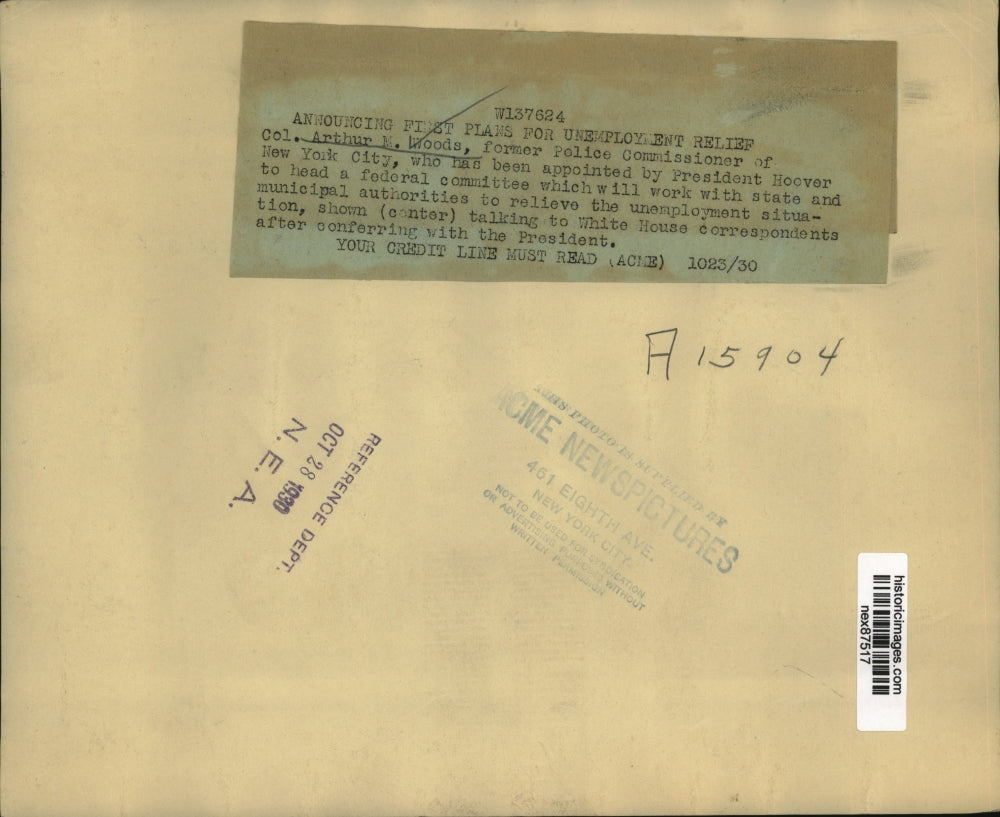 W137624
ANNOUNCING FIRST PLANS FOR UNEMPLOYMENT RELIEF
Col. Arthur M. Woods, former Police Commissioner of
New York City, who has been appointed by President Hoover
to head a federal committee which will work with state and
municipal authorities to relieve the unemployment situa-
tion, shown (center) talking to White House correspondents
after conferring with the President.
YOUR CREDIT LINE MUST READ (ACME) 1023/30
A 15904
REFERENCE DEPT.
OCT 28 1930
N. E. A.
THIS PHOTO IS SUPPLIED BY
ACME NEWSPICTURES
461 EIGHTH AVE.
NEW YORK CITY
NOT TO BE USED FOR SYNDICATION
OR ADVERTISING PURPOSES WITHOUT
WRITTEN PERMISSION
historicimages.com
nex87517